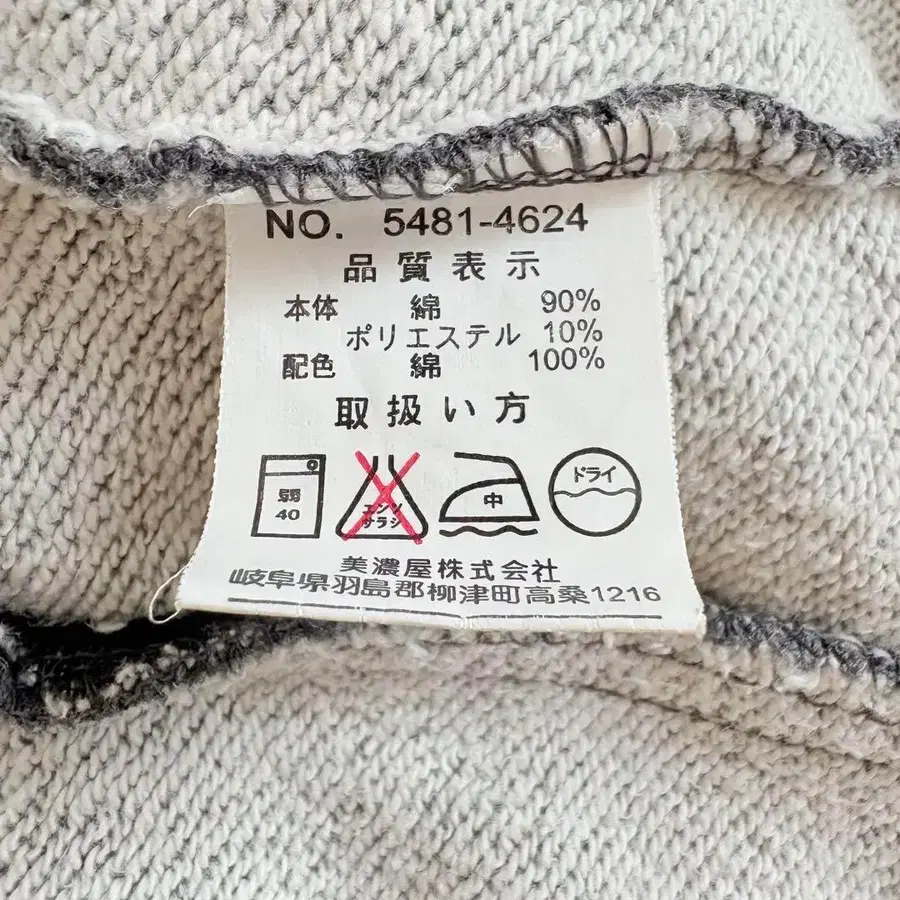 NO. 5481-4624
品質表示
本体 綿 90%
ポリエステル 10%
配色 綿 100%
取扱い方
弱 40
エンソ サラシ
中
ドライ
美濃屋株式会社
岐阜県羽島郡柳津町高桑1216